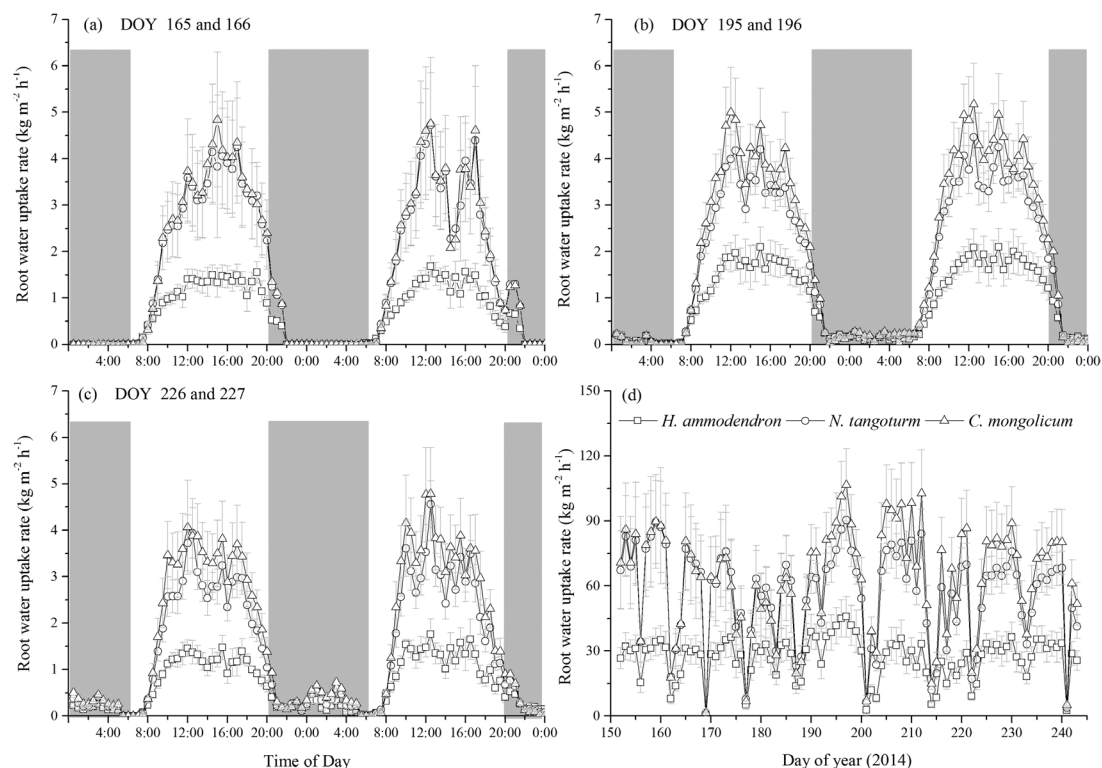 (a) DOY 165 and 166
7
6
5
4
3
2
1
0
Root water uptake rate (kg m⁻² h⁻¹)
4:00 8:00 12:00 16:00 20:00 0:00 4:00 8:00 12:00 16:00 20:00 0:00
(b) DOY 195 and 196
7
6
5
4
3
2
1
0
Root water uptake rate (kg m⁻² h⁻¹)
4:00 8:00 12:00 16:00 20:00 0:00 4:00 8:00 12:00 16:00 20:00 0:00
(c) DOY 226 and 227
7
6
5
4
3
2
1
0
Root water uptake rate (kg m⁻² h⁻¹)
4:00 8:00 12:00 16:00 20:00 0:00 4:00 8:00 12:00 16:00 20:00 0:00
Time of Day
(d)
H. ammodendron N. tangoturm C. mongolicum
150
120
90
60
30
0
Root water uptake rate (kg m⁻² h⁻¹)
150 160 170 180 190 200 210 220 230 240
Day of year (2014)